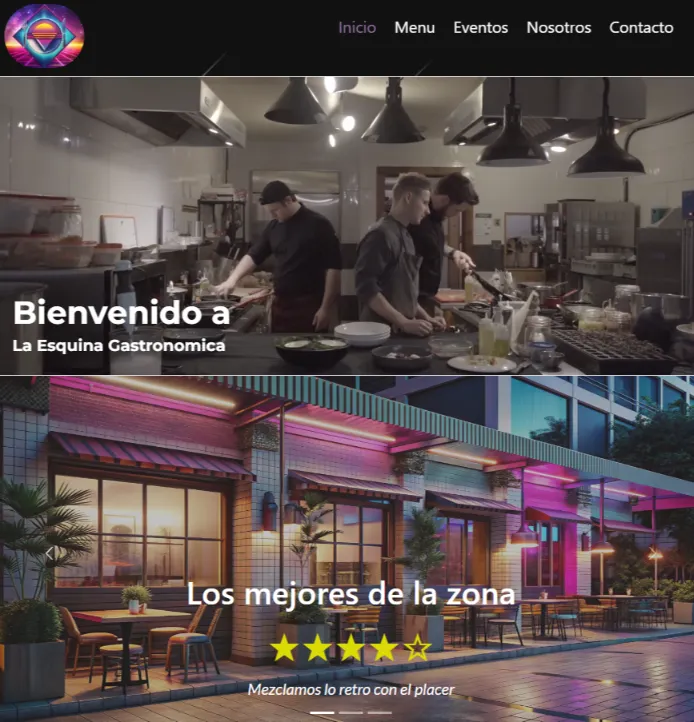 Inicio Menu Eventos Nosotros Contacto
Bienvenido a
La Esquina Gastronomica
Los mejores de la zona
Mezclamos lo retro con el placer